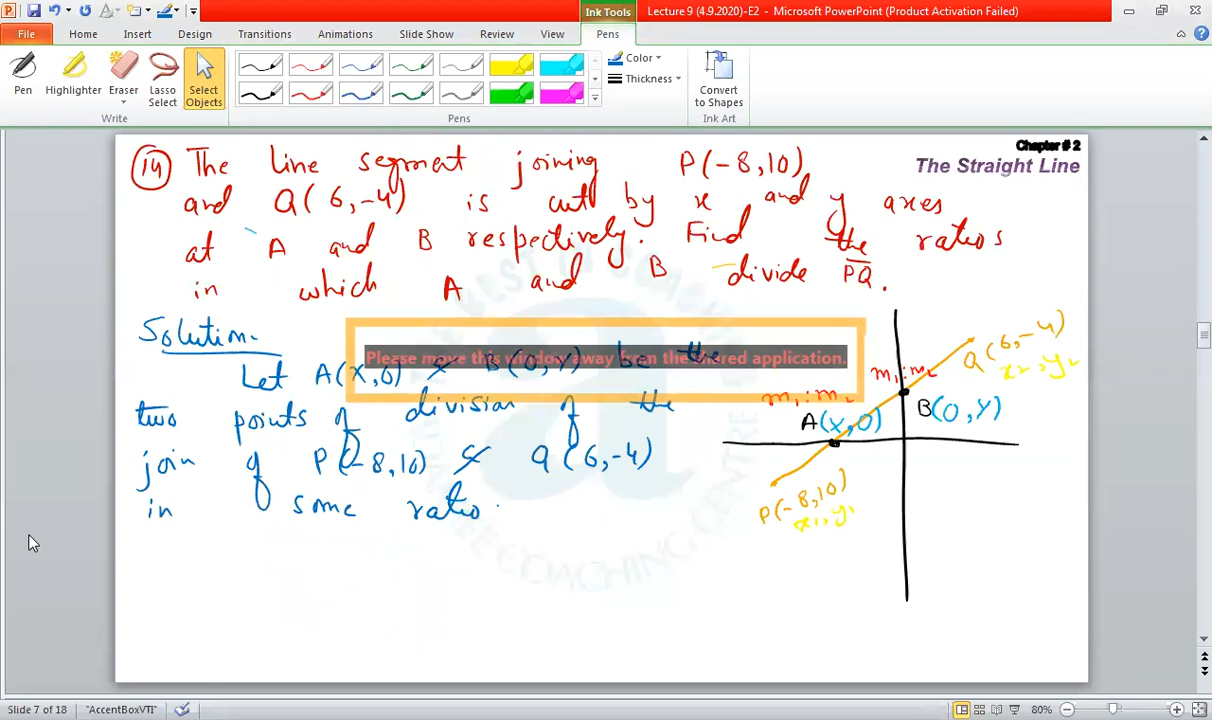 Ink Tools
Lecture 9 (4.9.2020)-E2 - Microsoft PowerPoint (Product Activation Failed)
File Home Insert Design Transitions Animations Slide Show Review View Pens
Pen Highlighter Eraser Lasso Select Select Objects
Color
Thickness
Convert to Shapes
Write Pens Ink Art
Chapter # 2
The Straight Line
(14) The line segment joining P(-8,10)
and Q(6,-4) is cut by x and y axes
at A and B respectively. Find the ratios
in which A and B divide PQ.
Solution.
Please move this window away from the shared application.
Let A(X,0) & B(0,Y) be the
two points of division of the
join of P(-8,10) & Q(6,-4)
in some ratio.
Q(6,-4)
x2,y2
m1:m2
m1:m2
A(X,0)
B(0,Y)
P(-8,10)
x1,y1
BEST
COACHING
Slide 7 of 18 "AccentBoxVTI" 80%